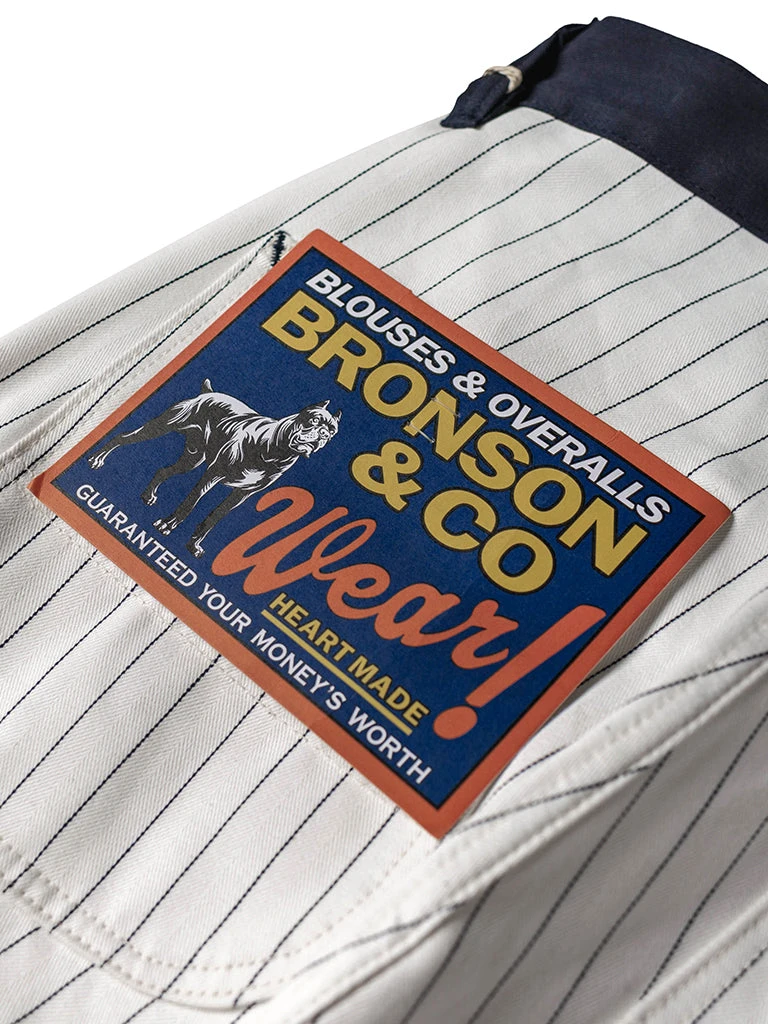 BLOUSES & OVERALLS
BRONSON
& CO
Wear!
HEART MADE
GUARANTEED YOUR MONEY'S WORTH